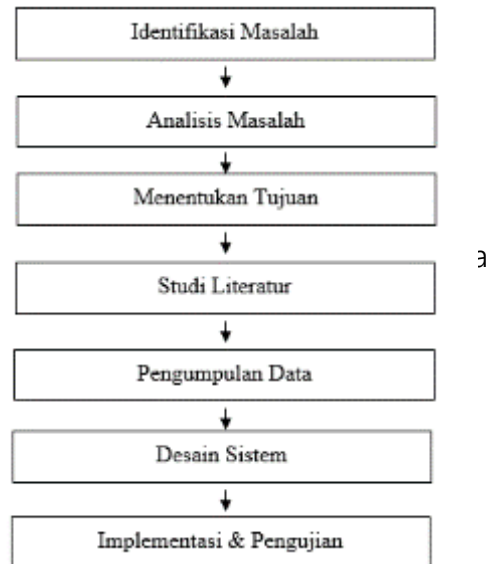 Identifikasi Masalah
Analisis Masalah
Menentukan Tujuan
Studi Literatur
a
Pengumpulan Data
Desain Sistem
Implementasi & Pengujian